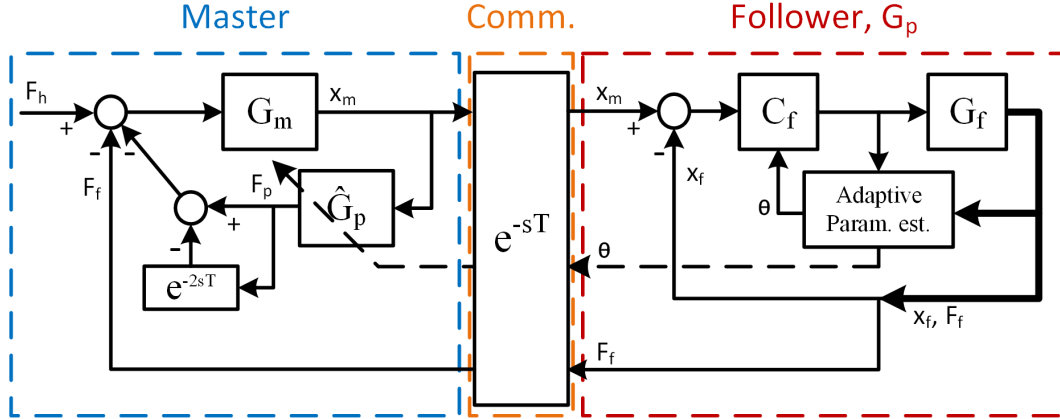 Master
Comm.
Follower, Gp
Fh
+
-
-
Gm
xm
Ff
Fp
Ĝp
+
-
e-2sT
e-sT
xm
+
-
xf
Cf
Gf
θ
Adaptive
Param. est.
θ
xf, Ff
Ff